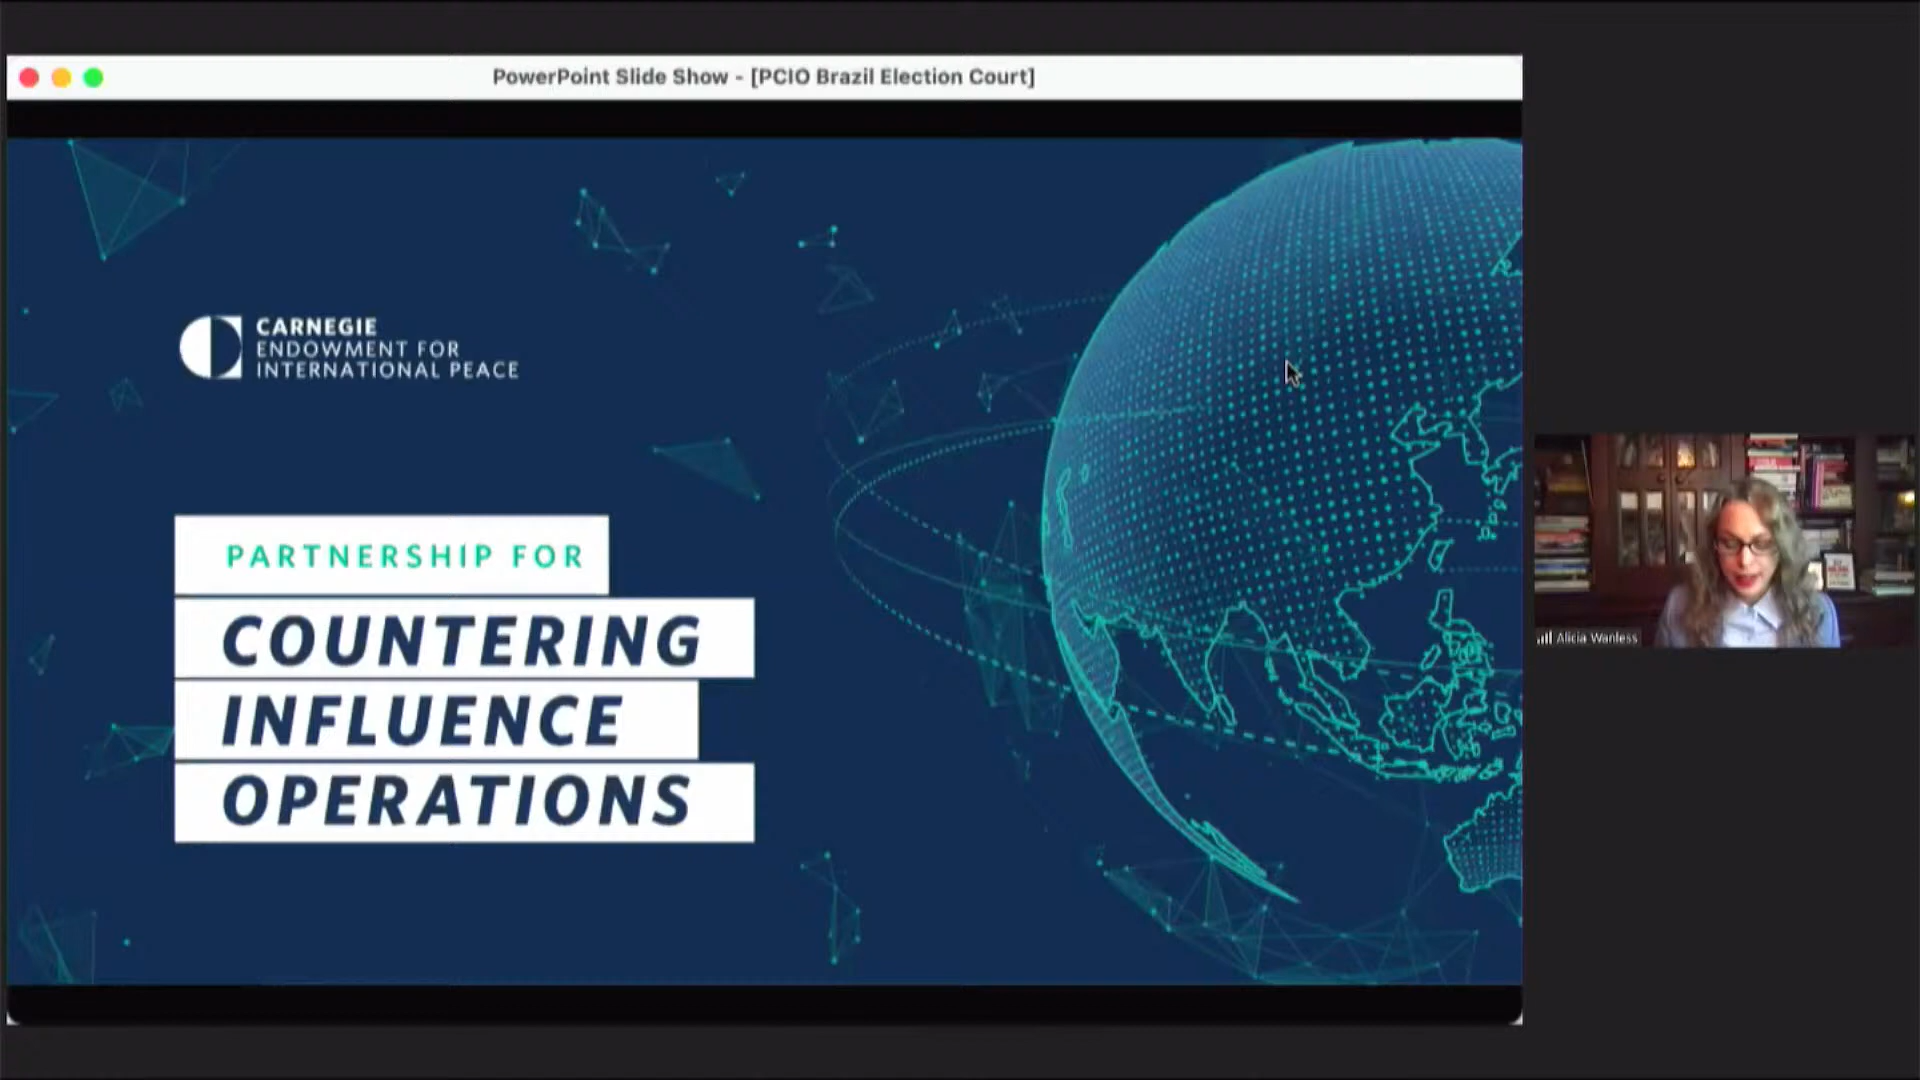 PowerPoint Slide Show - [PCIO Brazil Election Court]
CARNEGIE
ENDOWMENT FOR
INTERNATIONAL PEACE
PARTNERSHIP FOR
COUNTERING
INFLUENCE
OPERATIONS
Alicia Wanless